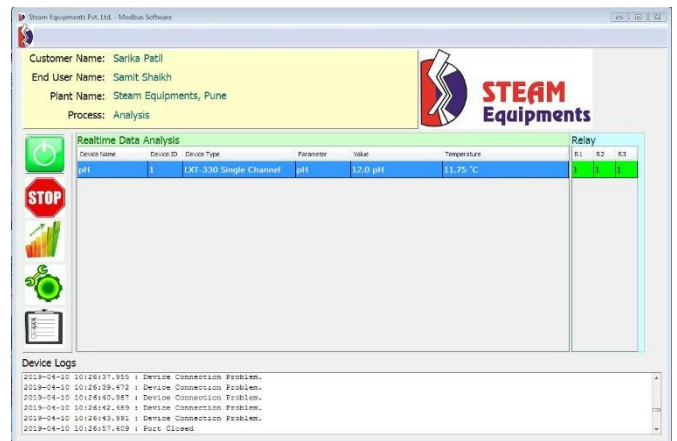 Steam Equipments Pvt. Ltd. - Modbus Software
Customer Name: Sarika Patil
End User Name: Samit Shaikh
Plant Name: Steam Equipments, Pune
Process: Analysis
STEAM
Equipments
Realtime Data Analysis
Relay
Device Name Device ID Device Type Parameter Value Temperature R1 R2 R3
pH 1 LXT-330 Single Channel pH 12.0 pH 11.75 °C 1 1 1
STOP
Device Logs
2019-04-10 10:26:37.955 : Device Connection Problem.
2019-04-10 10:26:39.472 : Device Connection Problem.
2019-04-10 10:26:40.987 : Device Connection Problem.
2019-04-10 10:26:42.489 : Device Connection Problem.
2019-04-10 10:26:43.991 : Device Connection Problem.
2019-04-10 10:26:57.409 : Port Closed